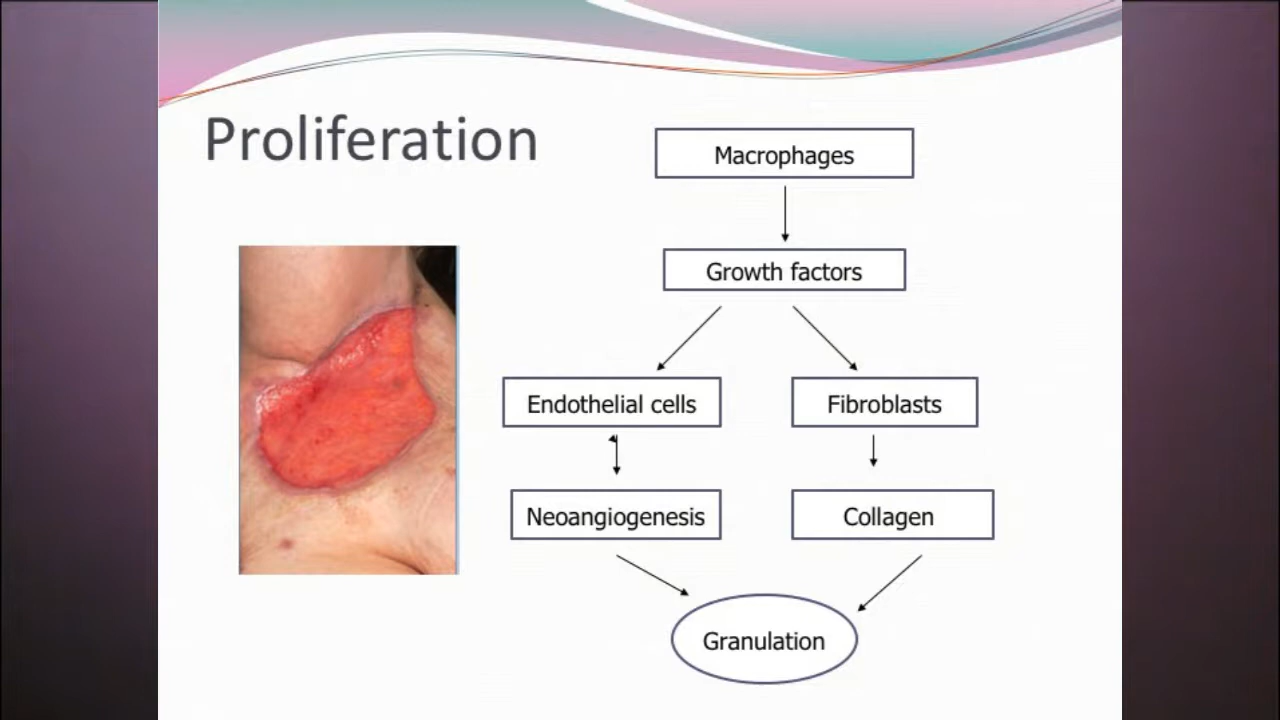 Proliferation
Macrophages
Growth factors
Endothelial cells
Fibroblasts
Neoangiogenesis
Collagen
Granulation